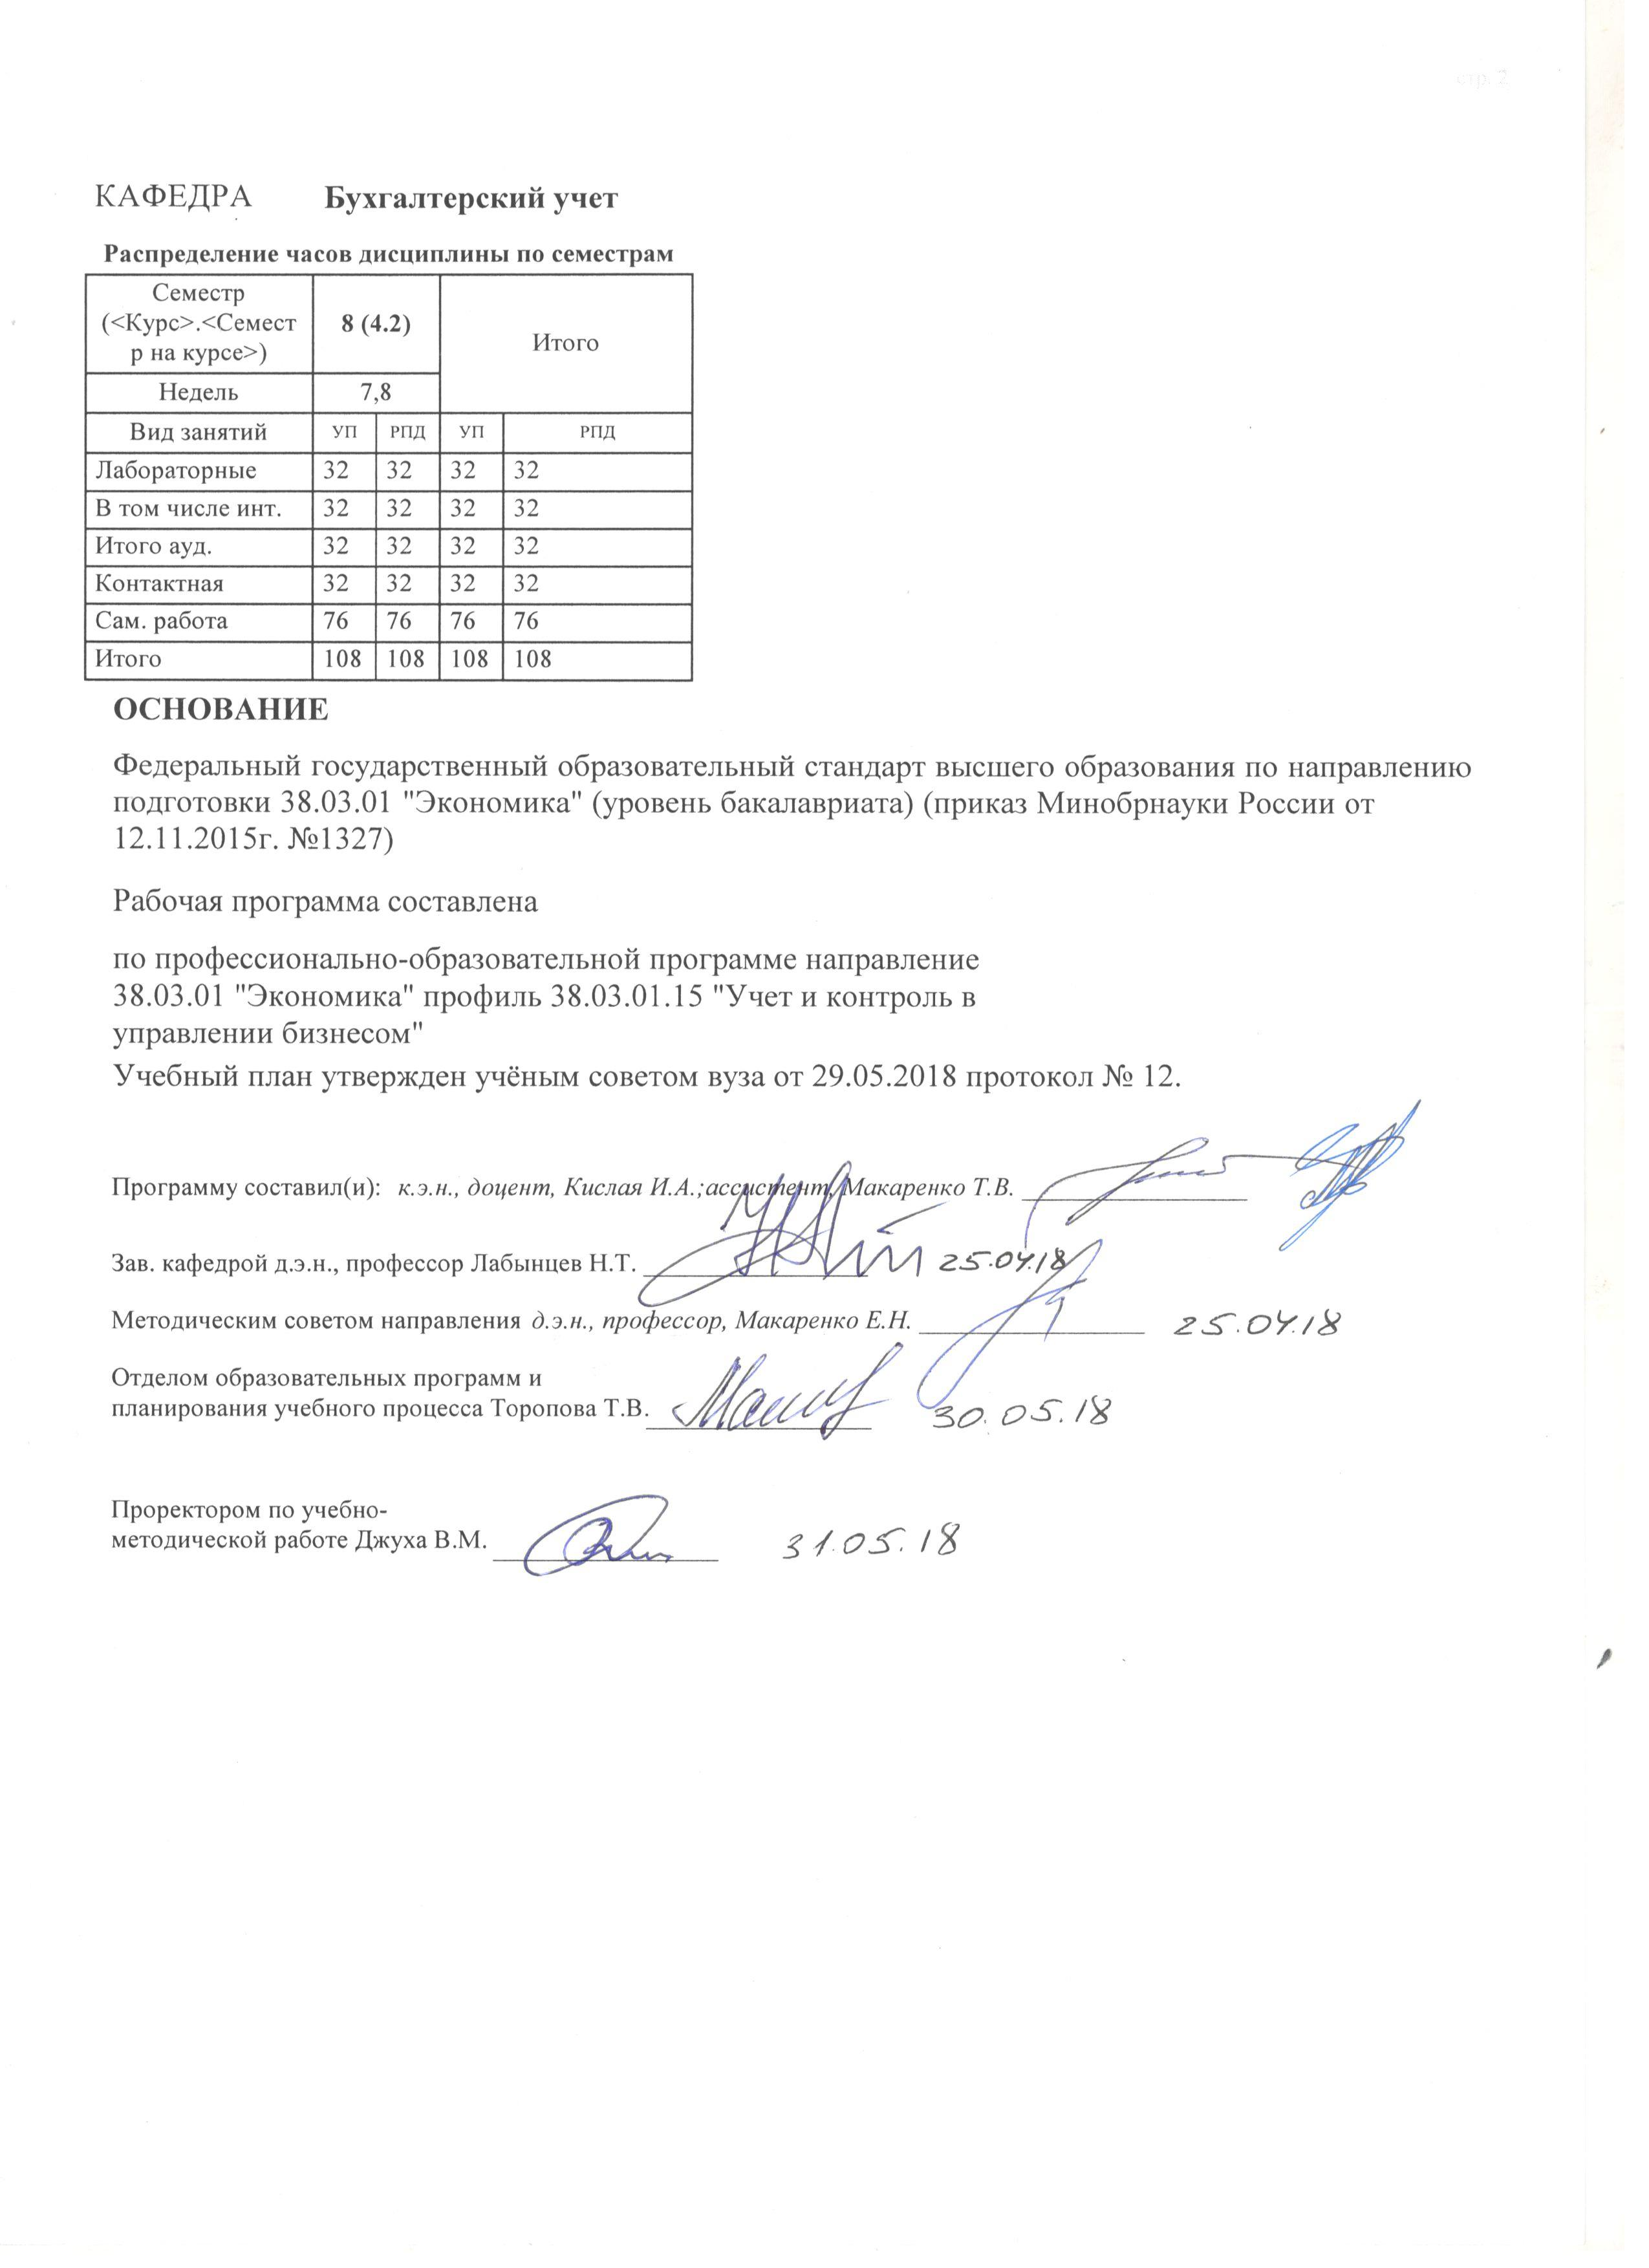 стр. 2
КАФЕДРА Бухгалтерский учет
Распределение часов дисциплины по семестрам
Семестр
(<Курс>.<Семест
р на курсе>)
8 (4.2)
Итого
Недель 7,8
Вид занятий УП РПД УП РПД
Лабораторные 32 32 32 32
В том числе инт. 32 32 32 32
Итого ауд. 32 32 32 32
Контактная 32 32 32 32
Сам. работа 76 76 76 76
Итого 108 108 108 108
ОСНОВАНИЕ
Федеральный государственный образовательный стандарт высшего образования по направлению
подготовки 38.03.01 "Экономика" (уровень бакалавриата) (приказ Минобрнауки России от
12.11.2015г. №1327)
Рабочая программа составлена
по профессионально-образовательной программе направление
38.03.01 "Экономика" профиль 38.03.01.15 "Учет и контроль в
управлении бизнесом"
Учебный план утвержден учёным советом вуза от 29.05.2018 протокол № 12.
Программу составил(и): к.э.н., доцент, Кислая И.А.;ассистент, Макаренко Т.В.
Зав. кафедрой д.э.н., профессор Лабынцев Н.Т. 25.04.18
Методическим советом направления д.э.н., профессор, Макаренко Е.Н. 25.04.18
Отделом образовательных программ и
планирования учебного процесса Торопова Т.В. 30.05.18
Проректором по учебно-
методической работе Джуха В.М. 31.05.18